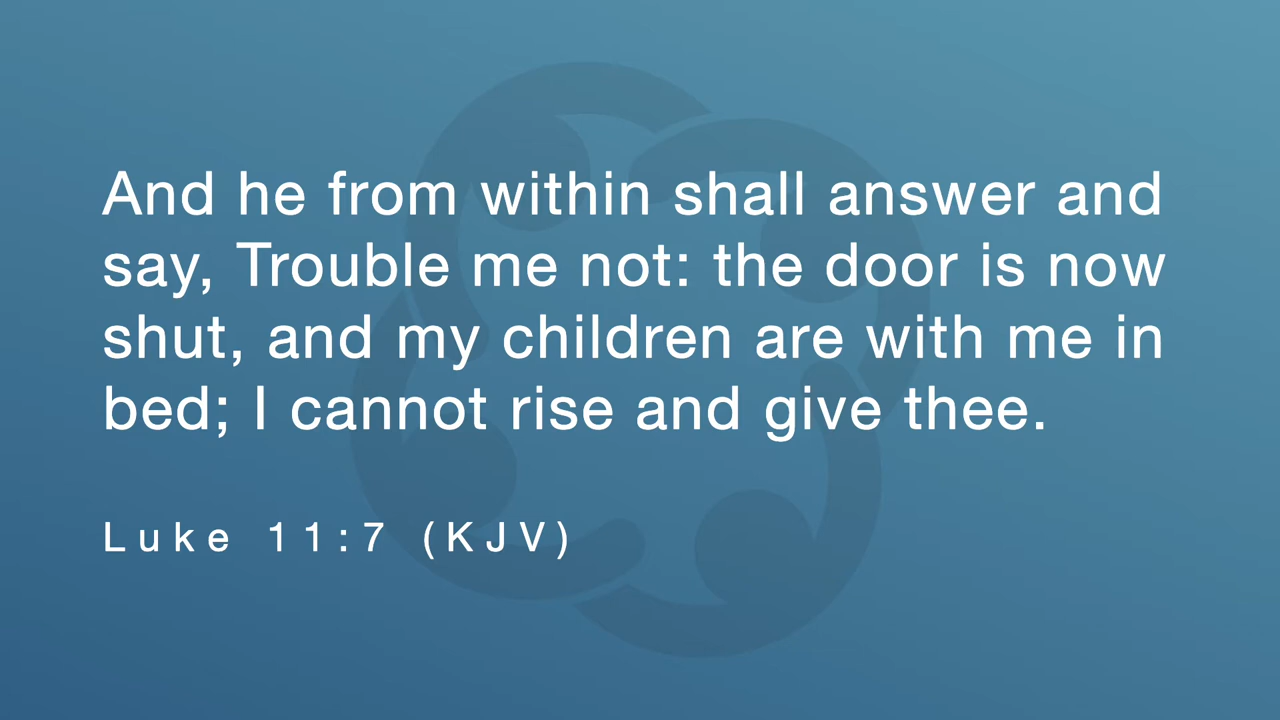 And he from within shall answer and
say, Trouble me not: the door is now
shut, and my children are with me in
bed; I cannot rise and give thee.
Luke 11:7 (KJV)